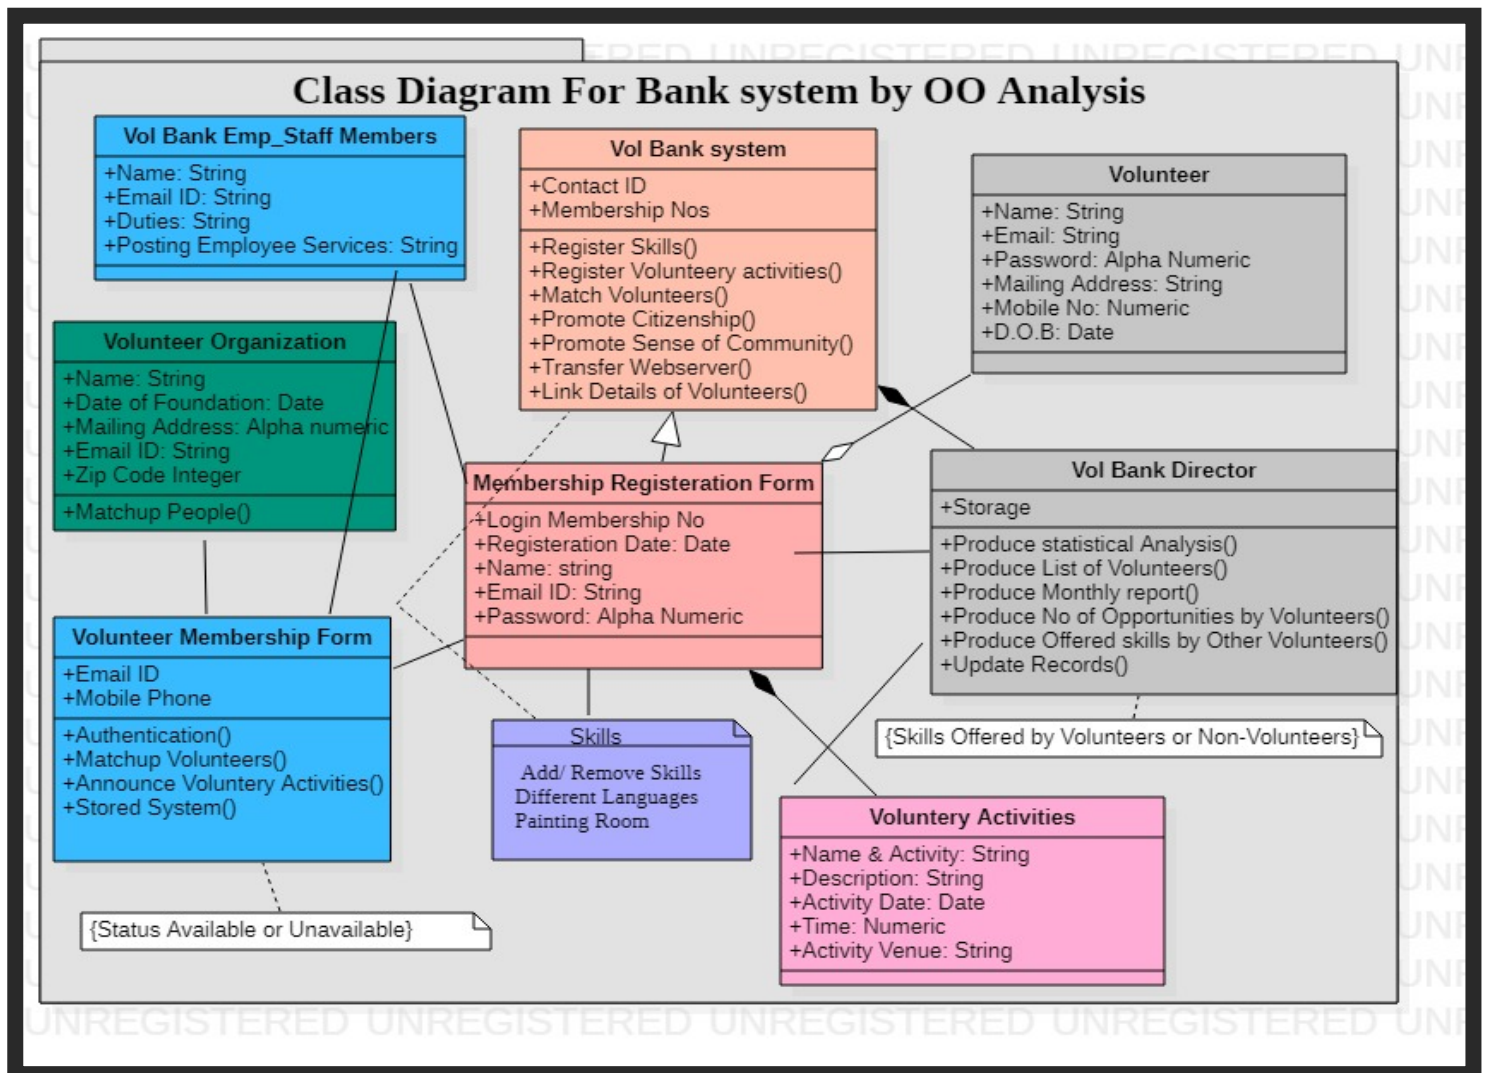 Class Diagram For Bank system by OO Analysis
Vol Bank Emp_Staff Members
+Name: String
+Email ID: String
+Duties: String
+Posting Employee Services: String
Vol Bank system
+Contact ID
+Membership Nos
+Register Skills()
+Register Volunteery activities()
+Match Volunteers()
+Promote Citizenship()
+Promote Sense of Community()
+Transfer Webserver()
+Link Details of Volunteers()
Volunteer
+Name: String
+Email: String
+Password: Alpha Numeric
+Mailing Address: String
+Mobile No: Numeric
+D.O.B: Date
Volunteer Organization
+Name: String
+Date of Foundation: Date
+Mailing Address: Alpha numeric
+Email ID: String
+Zip Code Integer
+Matchup People()
Membership Registeration Form
+Login Membership No
+Registeration Date: Date
+Name: string
+Email ID: String
+Password: Alpha Numeric
Vol Bank Director
+Storage
+Produce statistical Analysis()
+Produce List of Volunteers()
+Produce Monthly report()
+Produce No of Opportunities by Volunteers()
+Produce Offered skills by Other Volunteers()
+Update Records()
{Skills Offered by Volunteers or Non-Volunteers}
Volunteer Membership Form
+Email ID
+Mobile Phone
+Authentication()
+Matchup Volunteers()
+Announce Voluntery Activities()
+Stored System()
{Status Available or Unavailable}
Skills
Add/ Remove Skills
Different Languages
Painting Room
Voluntery Activities
+Name & Activity: String
+Description: String
+Activity Date: Date
+Time: Numeric
+Activity Venue: String
UNREGISTERED UNREGISTERED UNREGISTERED UNREGISTERED